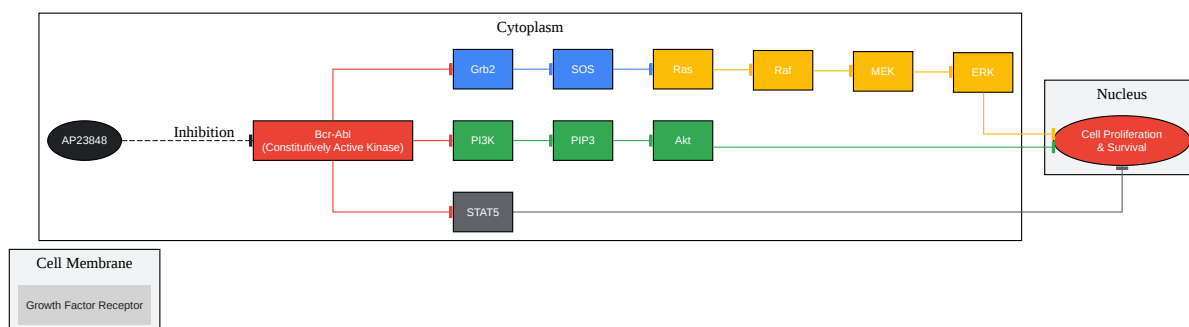 Cytoplasm
Grb2
SOS
Ras
Raf
MEK
ERK
Nucleus
AP23848
Inhibition
Bcr-Abl
(Constitutively Active Kinase)
PI3K
PIP3
Akt
Cell Proliferation
& Survival
STAT5
Cell Membrane
Growth Factor Receptor